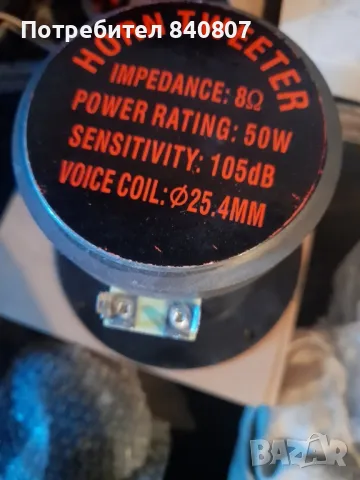 Потребител 840807
HORN TWEETER
IMPEDANCE: 8Ω
POWER RATING: 50W
SENSITIVITY: 105dB
VOICE COIL: Ø25.4MM
BAZAR